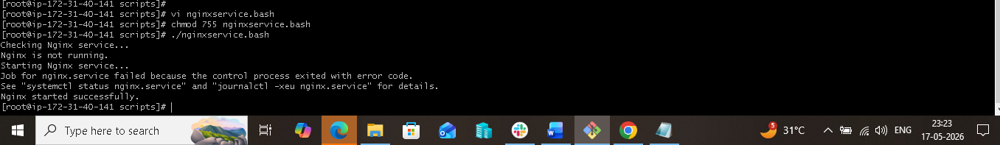 [root@ip-172-31-40-141 scripts]#
[root@ip-172-31-40-141 scripts]# vi nginxservice.bash
[root@ip-172-31-40-141 scripts]# chmod 755 nginxservice.bash
[root@ip-172-31-40-141 scripts]# ./nginxservice.bash
Checking Nginx service...
Nginx is not running.
Starting Nginx service...
Job for nginx.service failed because the control process exited with error code.
See "systemctl status nginx.service" and "journalctl -xeu nginx.service" for details.
Nginx started successfully.
[root@ip-172-31-40-141 scripts]#
Type here to search
5
31°C
ENG
23:23
17-05-2026